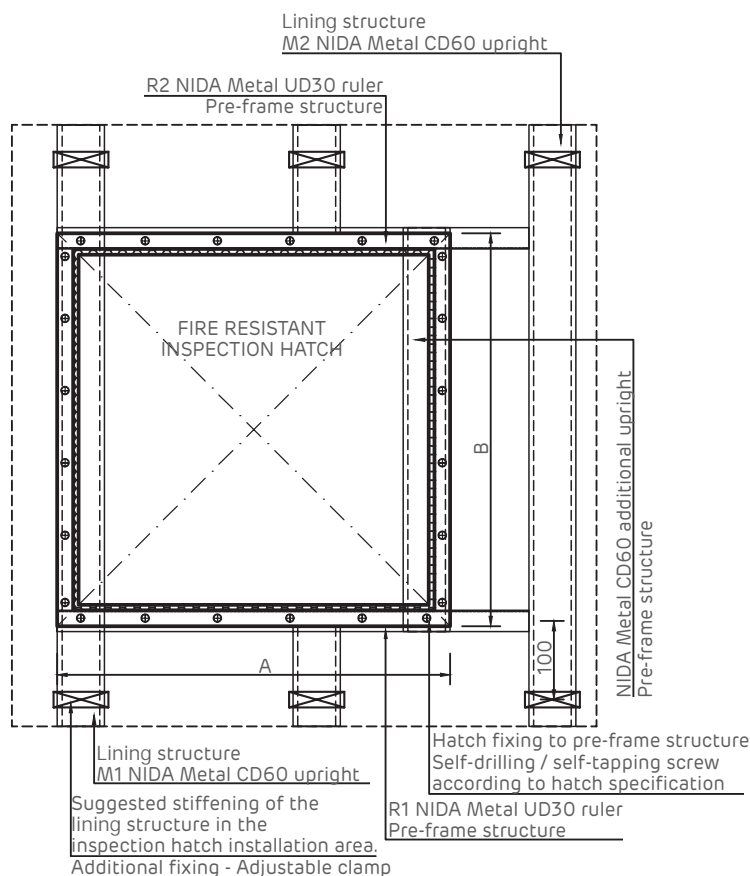 Lining structure
M2 NIDA Metal CD60 upright
R2 NIDA Metal UD30 ruler
Pre-frame structure
FIRE RESISTANT
INSPECTION HATCH
B
NIDA Metal CD60 additional upright
Pre-frame structure
A
100
Lining structure
M1 NIDA Metal CD60 upright
Hatch fixing to pre-frame structure
Self-drilling / self-tapping screw
according to hatch specification
Suggested stiffening of the
lining structure in the
inspection hatch installation area.
Additional fixing - Adjustable clamp
R1 NIDA Metal UD30 ruler
Pre-frame structure